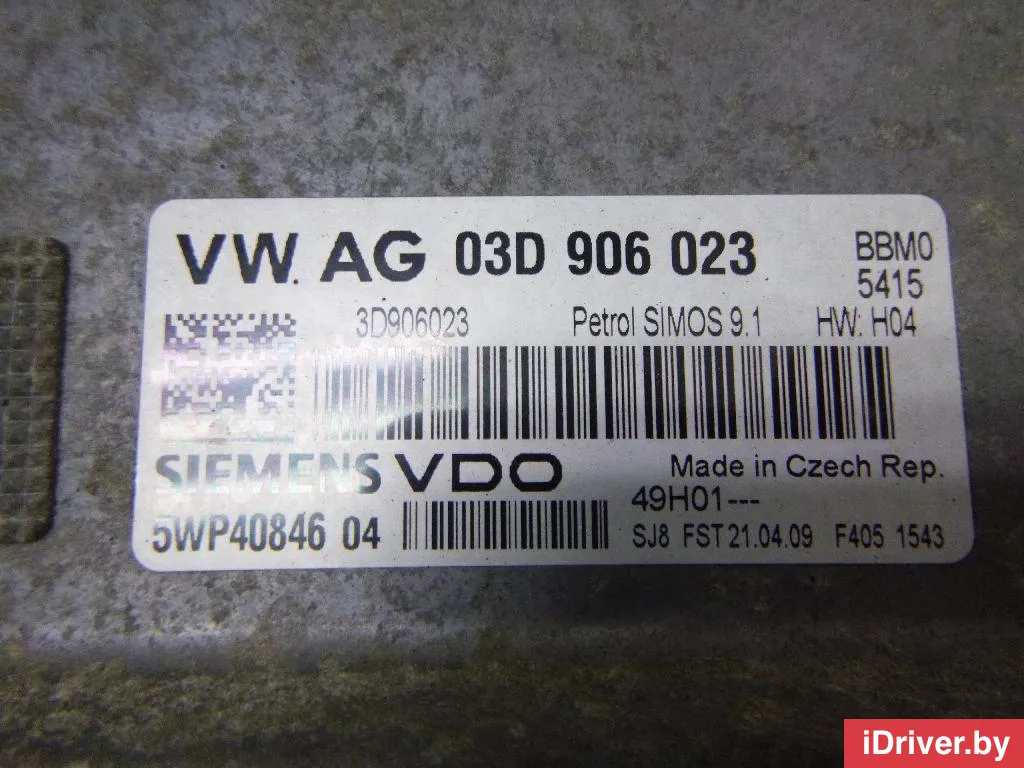 VW. AG 03D 906 023 BBM0
5415
3D906023 Petrol SIMOS 9.1 HW: H04
SIEMENS VDO Made in Czech Rep.
49H01---
5WP40846 04 SJ8 FST 21.04.09 F405 1543
iDriver.by